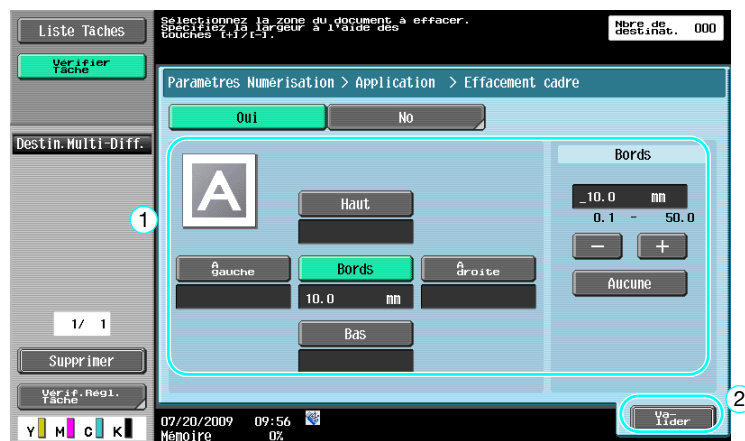 Liste Tâches
Sélectionnez la zone du document à effacer.
Spécifiez la largeur à l'aide des
touches [+]/[-].
Nbre de
destinat. 000
Vérifier
Tâche
Paramètres Numérisation > Application > Effacement cadre
Oui
No
Destin.Multi-Diff.
Bords
A
Haut
_10.0 mm
0.1 - 50.0
1
− +
À
gauche
Bords
À
droite
Aucune
10.0 mm
1/ 1
Bas
Supprimer
Vérif.Régl.
Tâche
2
Va-
lider
Y M C K
07/20/2009 09:56
Mémoire 0%